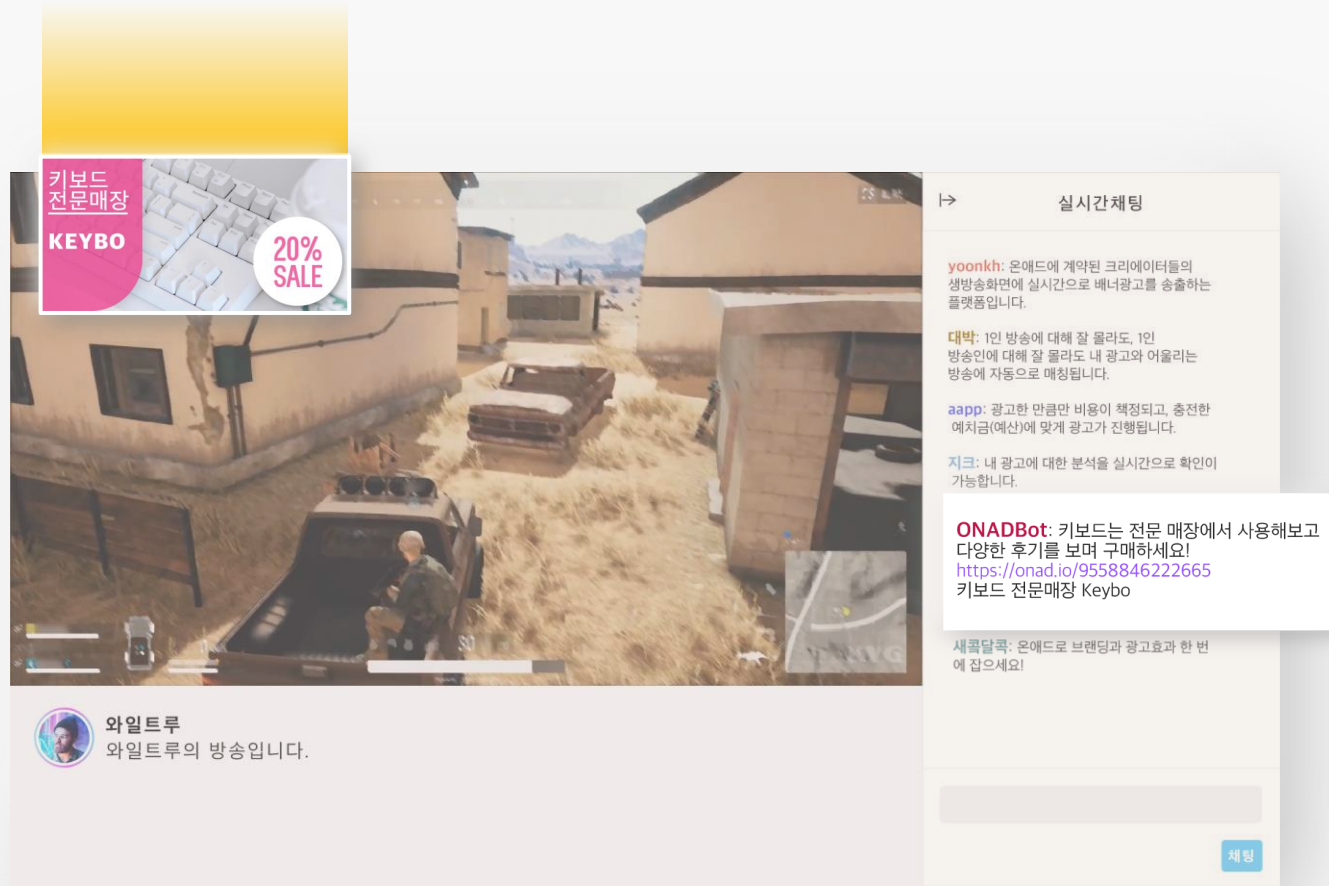 키보드
전문매장
KEYBO
20%
SALE
실시간채팅
yoonkh: 온애드에 계약된 크리에이터들의
생방송화면에 실시간으로 배너광고를 송출하는
플랫폼입니다.
대박: 1인 방송에 대해 잘 몰라도, 1인
방송인에 대해 잘 몰라도 내 광고와 어울리는
방송에 자동으로 매칭됩니다.
aapp: 광고한 만큼만 비용이 책정되고, 충전한
예치금(예산)에 맞게 광고가 진행됩니다.
지크: 내 광고에 대한 분석을 실시간으로 확인이
가능합니다.
ONADBot: 키보드는 전문 매장에서 사용해보고
다양한 후기를 보며 구매하세요!
https://onad.io/9558846222665
키보드 전문매장 Keybo
새콤달콕: 온애드로 브랜딩과 광고효과 한 번
에 잡으세요!
와일트루
와일트루의 방송입니다.
채팅